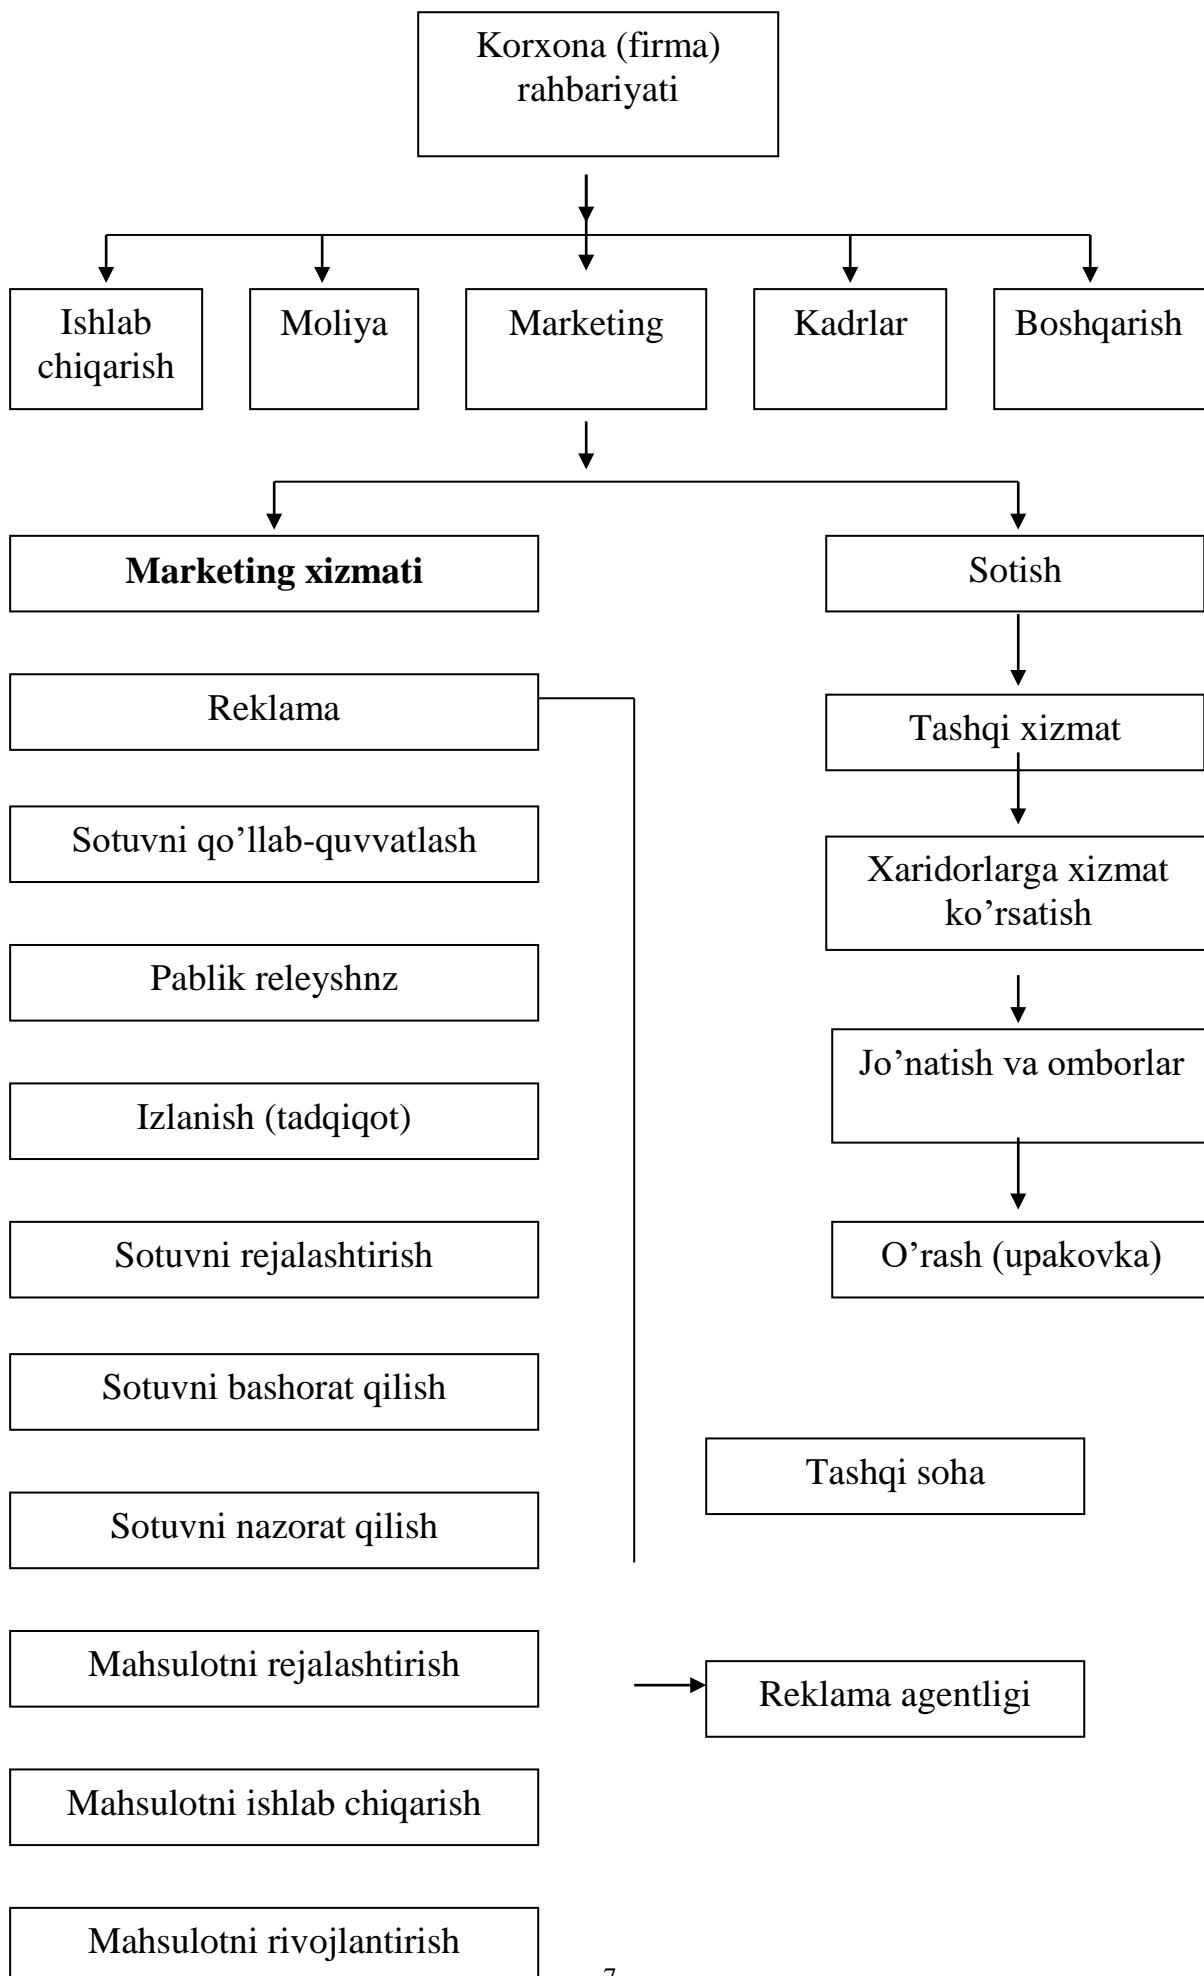 Korxona (firma)
rahbariyati
Ishlab
chiqarish
Moliya
Marketing
Kadrlar
Boshqarish
Marketing xizmati
Reklama
Sotuvni qo’llab-quvvatlash
Pablik releyshnz
Izlanish (tadqiqot)
Sotuvni rejalashtirish
Sotuvni bashorat qilish
Sotuvni nazorat qilish
Mahsulotni rejalashtirish
Mahsulotni ishlab chiqarish
Mahsulotni rivojlantirish
Sotish
Tashqi xizmat
Xaridorlarga xizmat
ko’rsatish
Jo’natish va omborlar
O’rash (upakovka)
Tashqi soha
Reklama agentligi
7